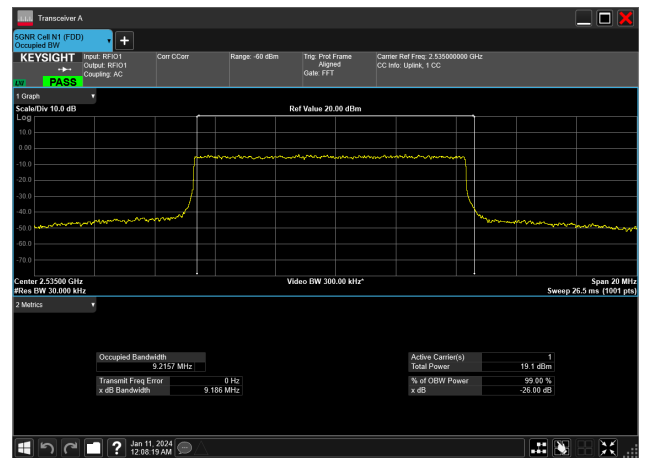 Transceiver A
5GNR Cell N1 (FDD)
Occupied BW
KEYSIGHT
LXI
PASS
Input: RFIO1
Output: RFIO1
Coupling: AC
Corr CCorr
Range: -60 dBm
Trig: Prot Frame
Aligned
Gate: FFT
Carrier Ref Freq: 2.535000000 GHz
CC Info: Uplink, 1 CC
1 Graph
Scale/Div 10.0 dB
Ref Value 20.00 dBm
Log
10.0
0.00
-10.0
-20.0
-30.0
-40.0
-50.0
-60.0
-70.0
Center 2.53500 GHz
Video BW 300.00 kHz*
Span 20 MHz
#Res BW 30.000 kHz
Sweep 26.5 ms (1001 pts)
2 Metrics
Occupied Bandwidth
9.2157 MHz
Transmit Freq Error 0 Hz
x dB Bandwidth 9.186 MHz
Active Carrier(s) 1
Total Power 19.1 dBm
% of OBW Power 99.00 %
x dB -26.00 dB
?
Jan 11, 2024
12:08:19 AM